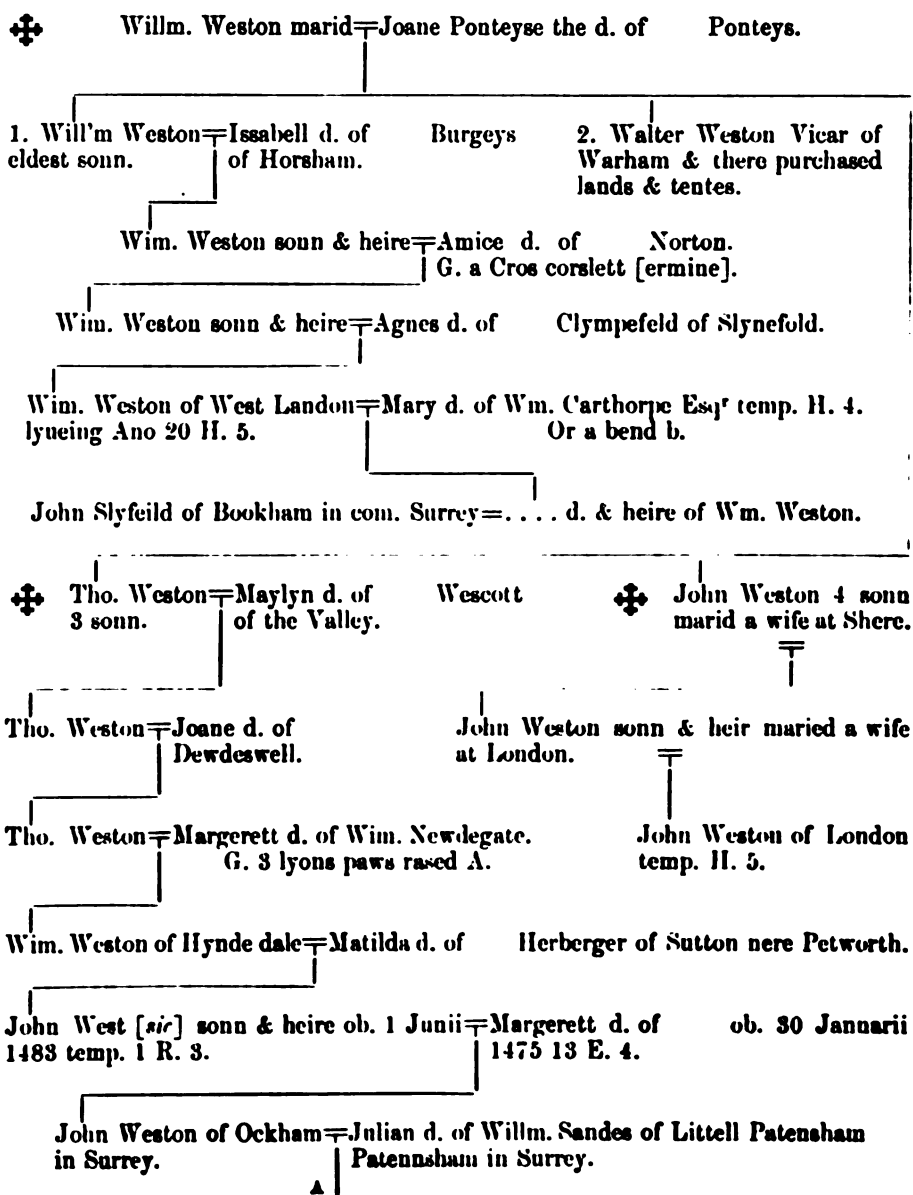 Willm. Weston marid=Joane Ponteyse the d. of Ponteys.
1. Will'm Weston=Issabell d. of Burgeys 2. Walter Weston Vicar of
eldest sonn. of Horsham. Warham & there purchased
lands & tentes.
Wim. Weston sonn & heire=Amice d. of Norton.
G. a Cros corslett [ermine].
Wim. Weston sonn & heire=Agnes d. of Clympefeld of Slynefold.
Wim. Weston of West Landon=Mary d. of Wm. Carthorpe Esqr temp. H. 4.
lyueing Ano 20 H. 5. Or a bend b.
John Slyfeild of Bookham in com. Surrey=.... d. & heire of Wm. Weston.
Tho. Weston=Maylyn d. of Wescott John Weston 4 sonn
3 sonn. of the Valley. marid a wife at Shere.
Tho. Weston=Joane d. of John Weston sonn & heir maried a wife
Dewdeswell. at London.
Tho. Weston=Margerett d. of Wim. Newdegate. John Weston of London
G. 3 lyons paws rased A. temp. H. 5.
Wim. Weston of Hynde dale=Matilda d. of Herberger of Sutton nere Petworth.
John West [sic] sonn & heire ob. 1 Junii=Margerett d. of ob. 30 Jannarii
1483 temp. 1 R. 3. 1475 13 E. 4.
John Weston of Ockham=Julian d. of Willm. Sandes of Littell Patensham
in Surrey. Patennsham in Surrey.
A